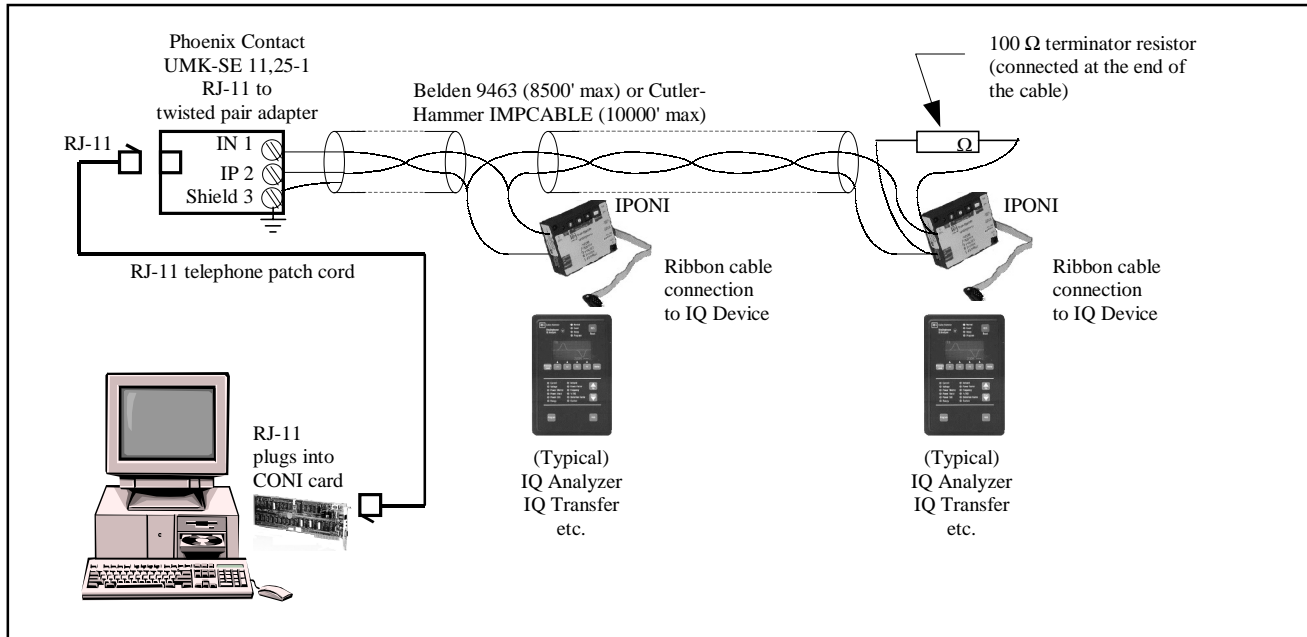 Phoenix Contact
UMK-SE 11,25-1
RJ-11 to
twisted pair adapter
RJ-11
IN 1
IP 2
Shield 3
Belden 9463 (8500' max) or Cutler-
Hammer IMPCABLE (10000' max)
100 Ω terminator resistor
(connected at the end of
the cable)
Ω
IPONI
IPONI
RJ-11 telephone patch cord
Ribbon cable
connection
to IQ Device
Ribbon cable
connection
to IQ Device
RJ-11
plugs into
CONI card
(Typical)
IQ Analyzer
IQ Transfer
etc.
(Typical)
IQ Analyzer
IQ Transfer
etc.